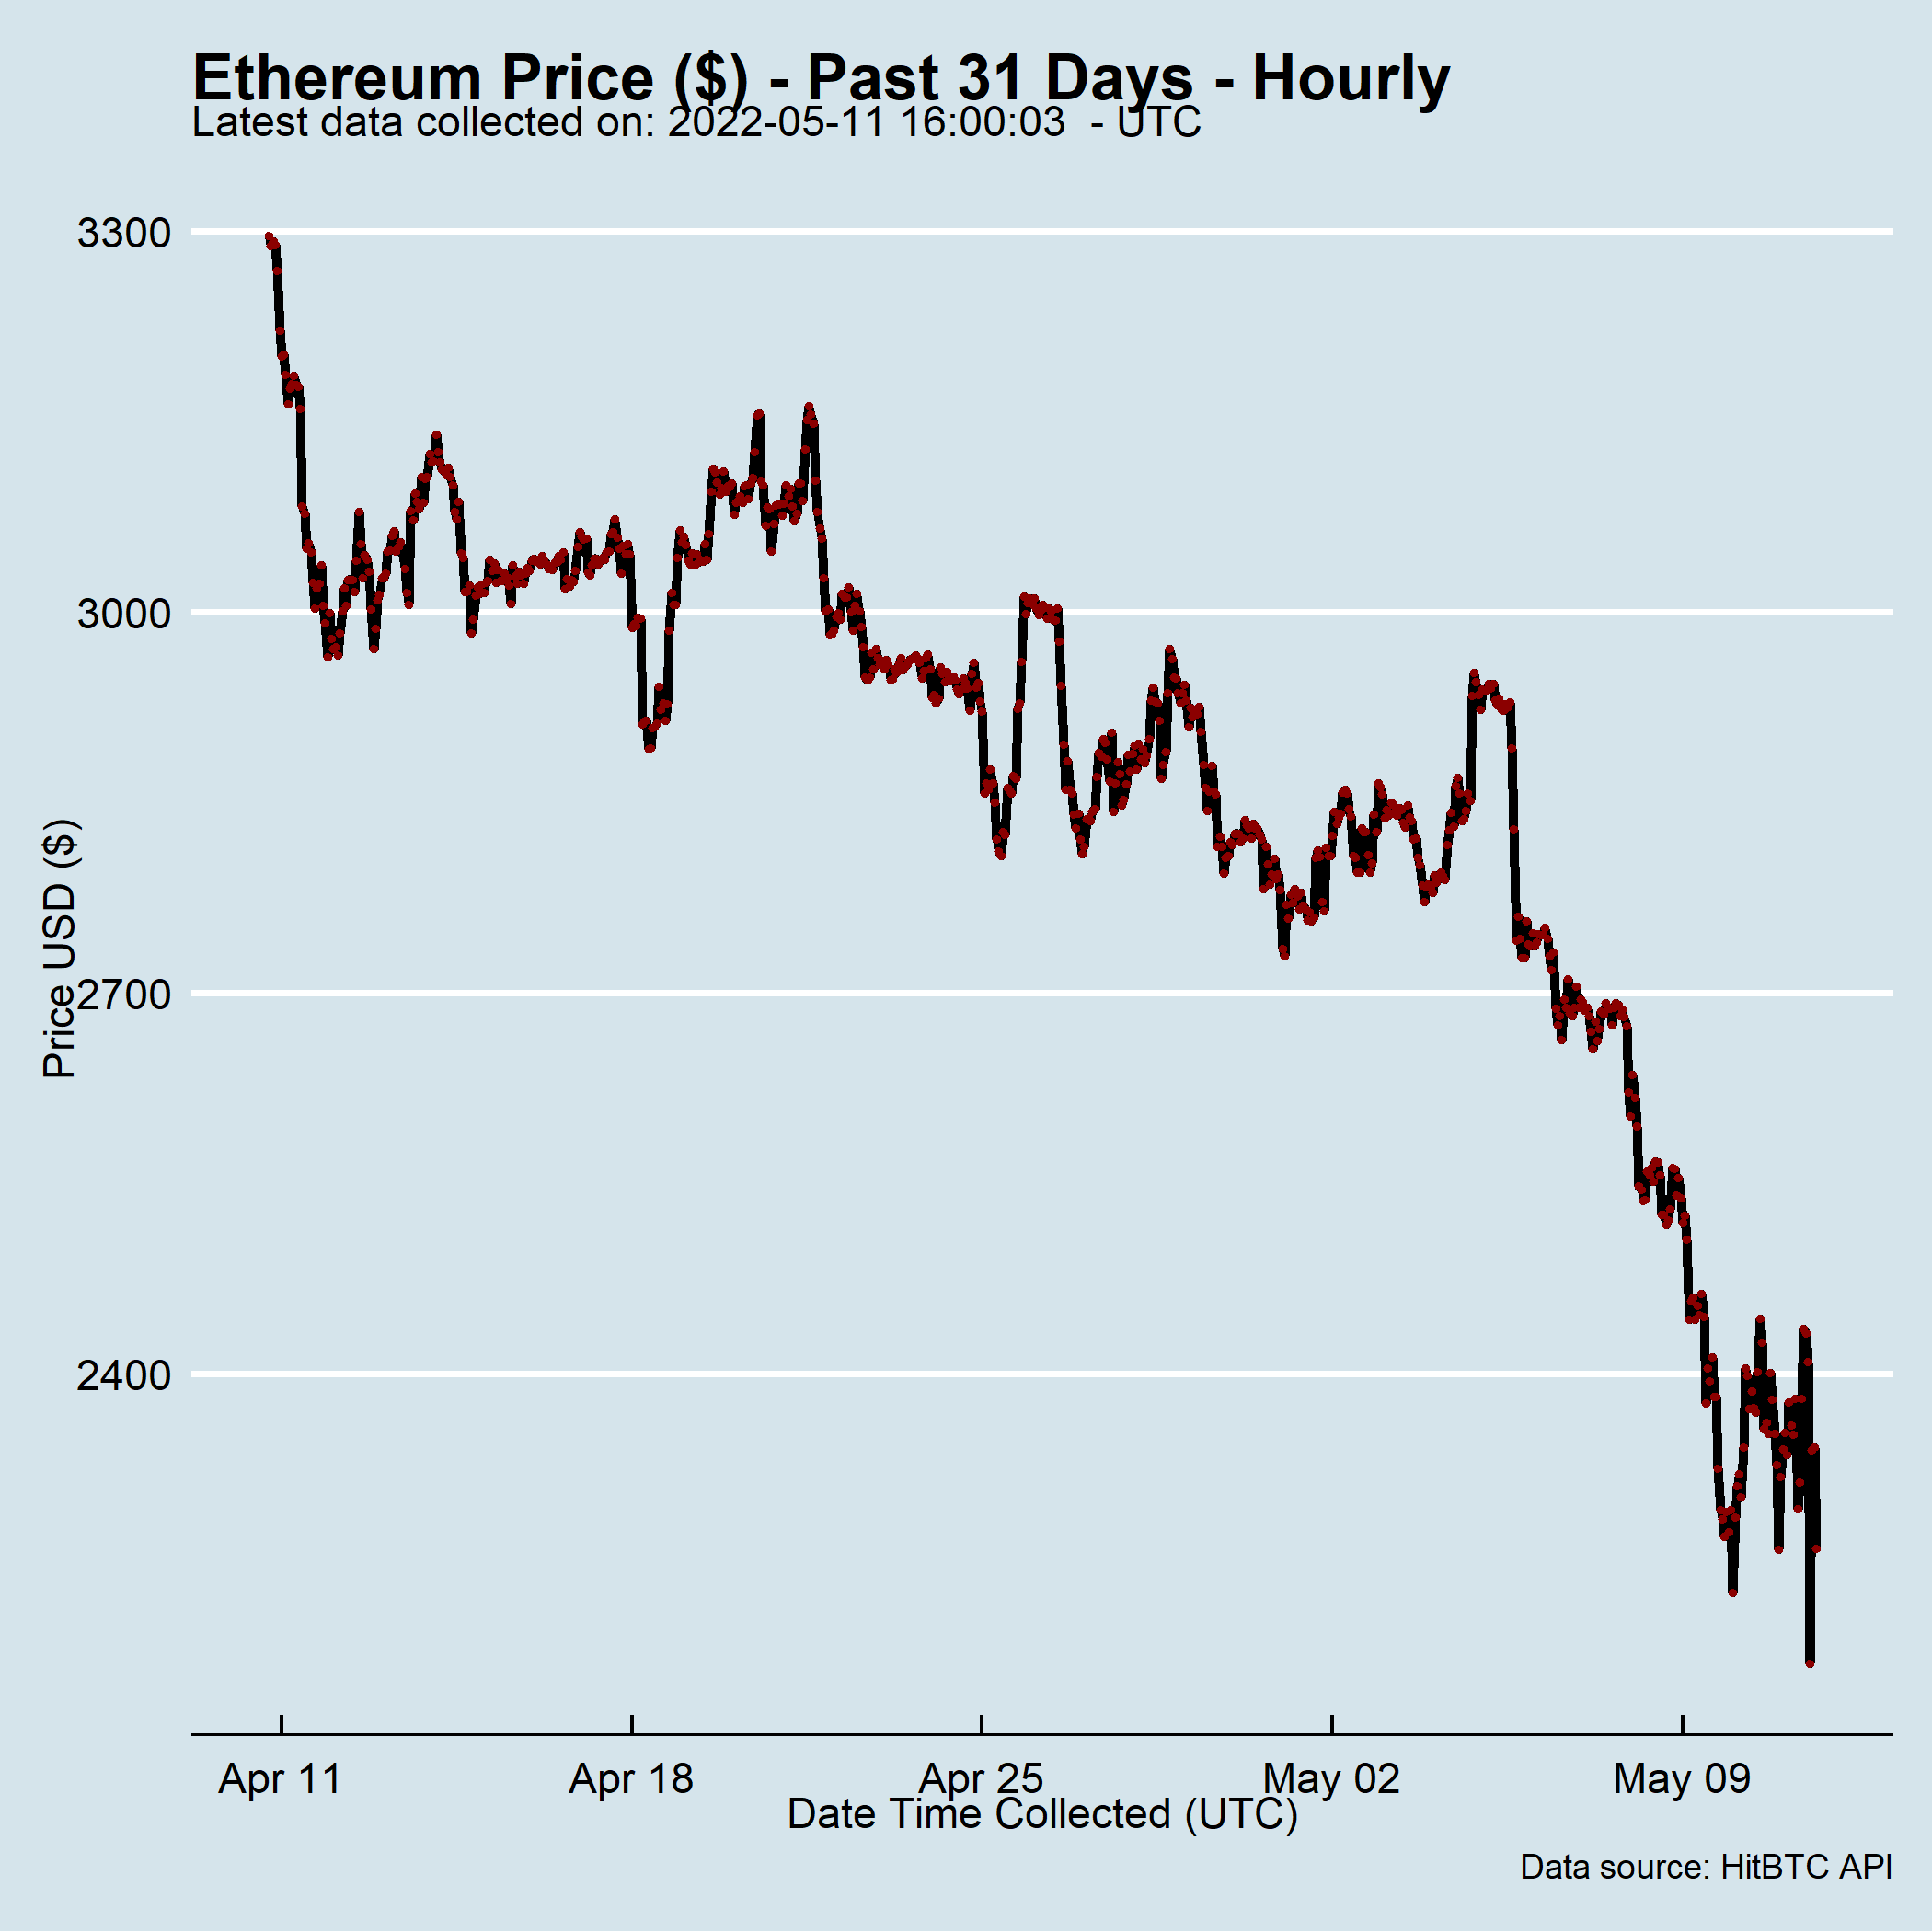 Ethereum Price ($) - Past 31 Days - Hourly
Latest data collected on: 2022-05-11 16:00:03  - UTC
3300
3000
2700
2400
Price USD ($)
Apr 11
Apr 18
Apr 25
May 02
May 09
Date Time Collected (UTC)
Data source: HitBTC API